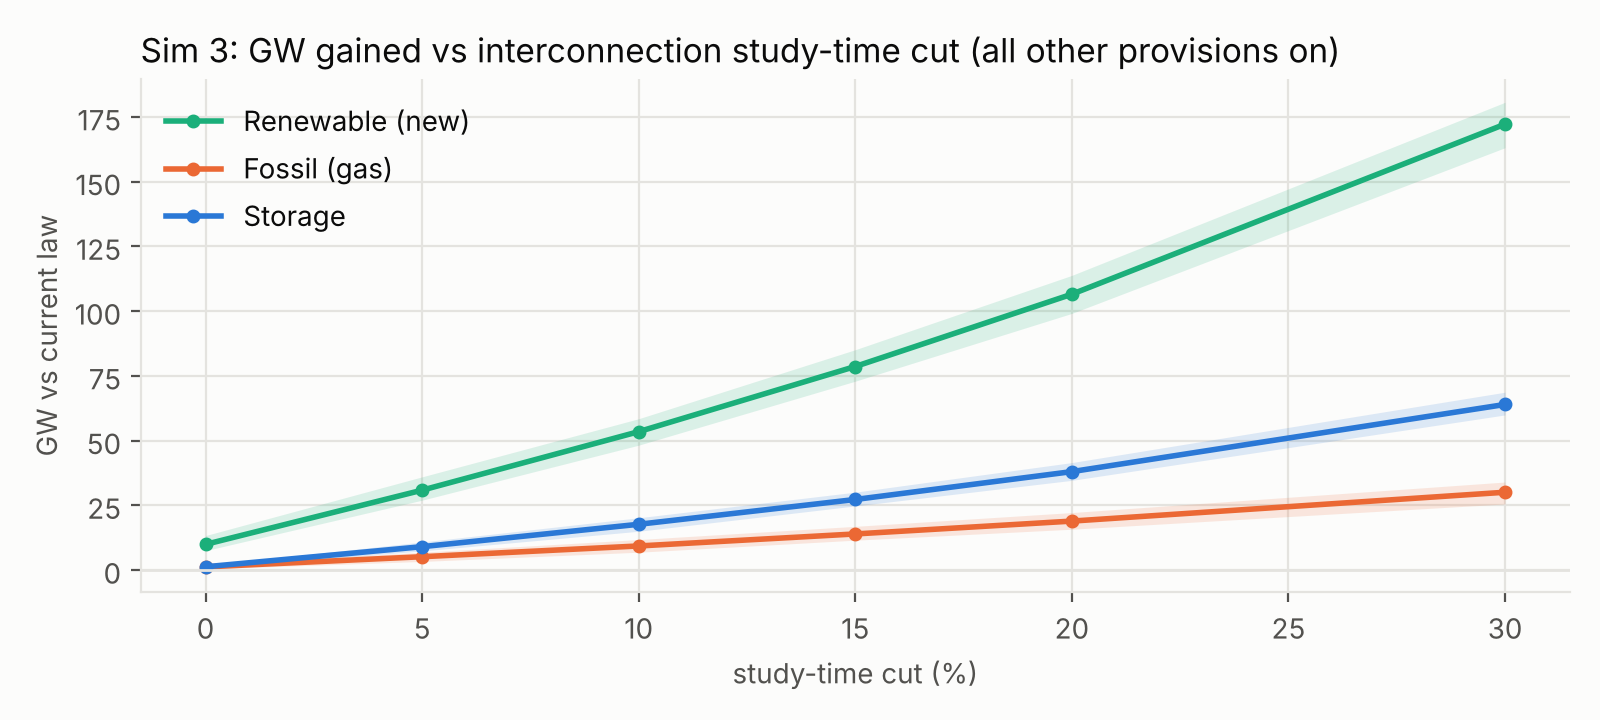 Sim 3: GW gained vs interconnection study-time cut (all other provisions on)
Renewable (new)
Fossil (gas)
Storage
GW vs current law
175
150
125
100
75
50
25
0
0 5 10 15 20 25 30
study-time cut (%)